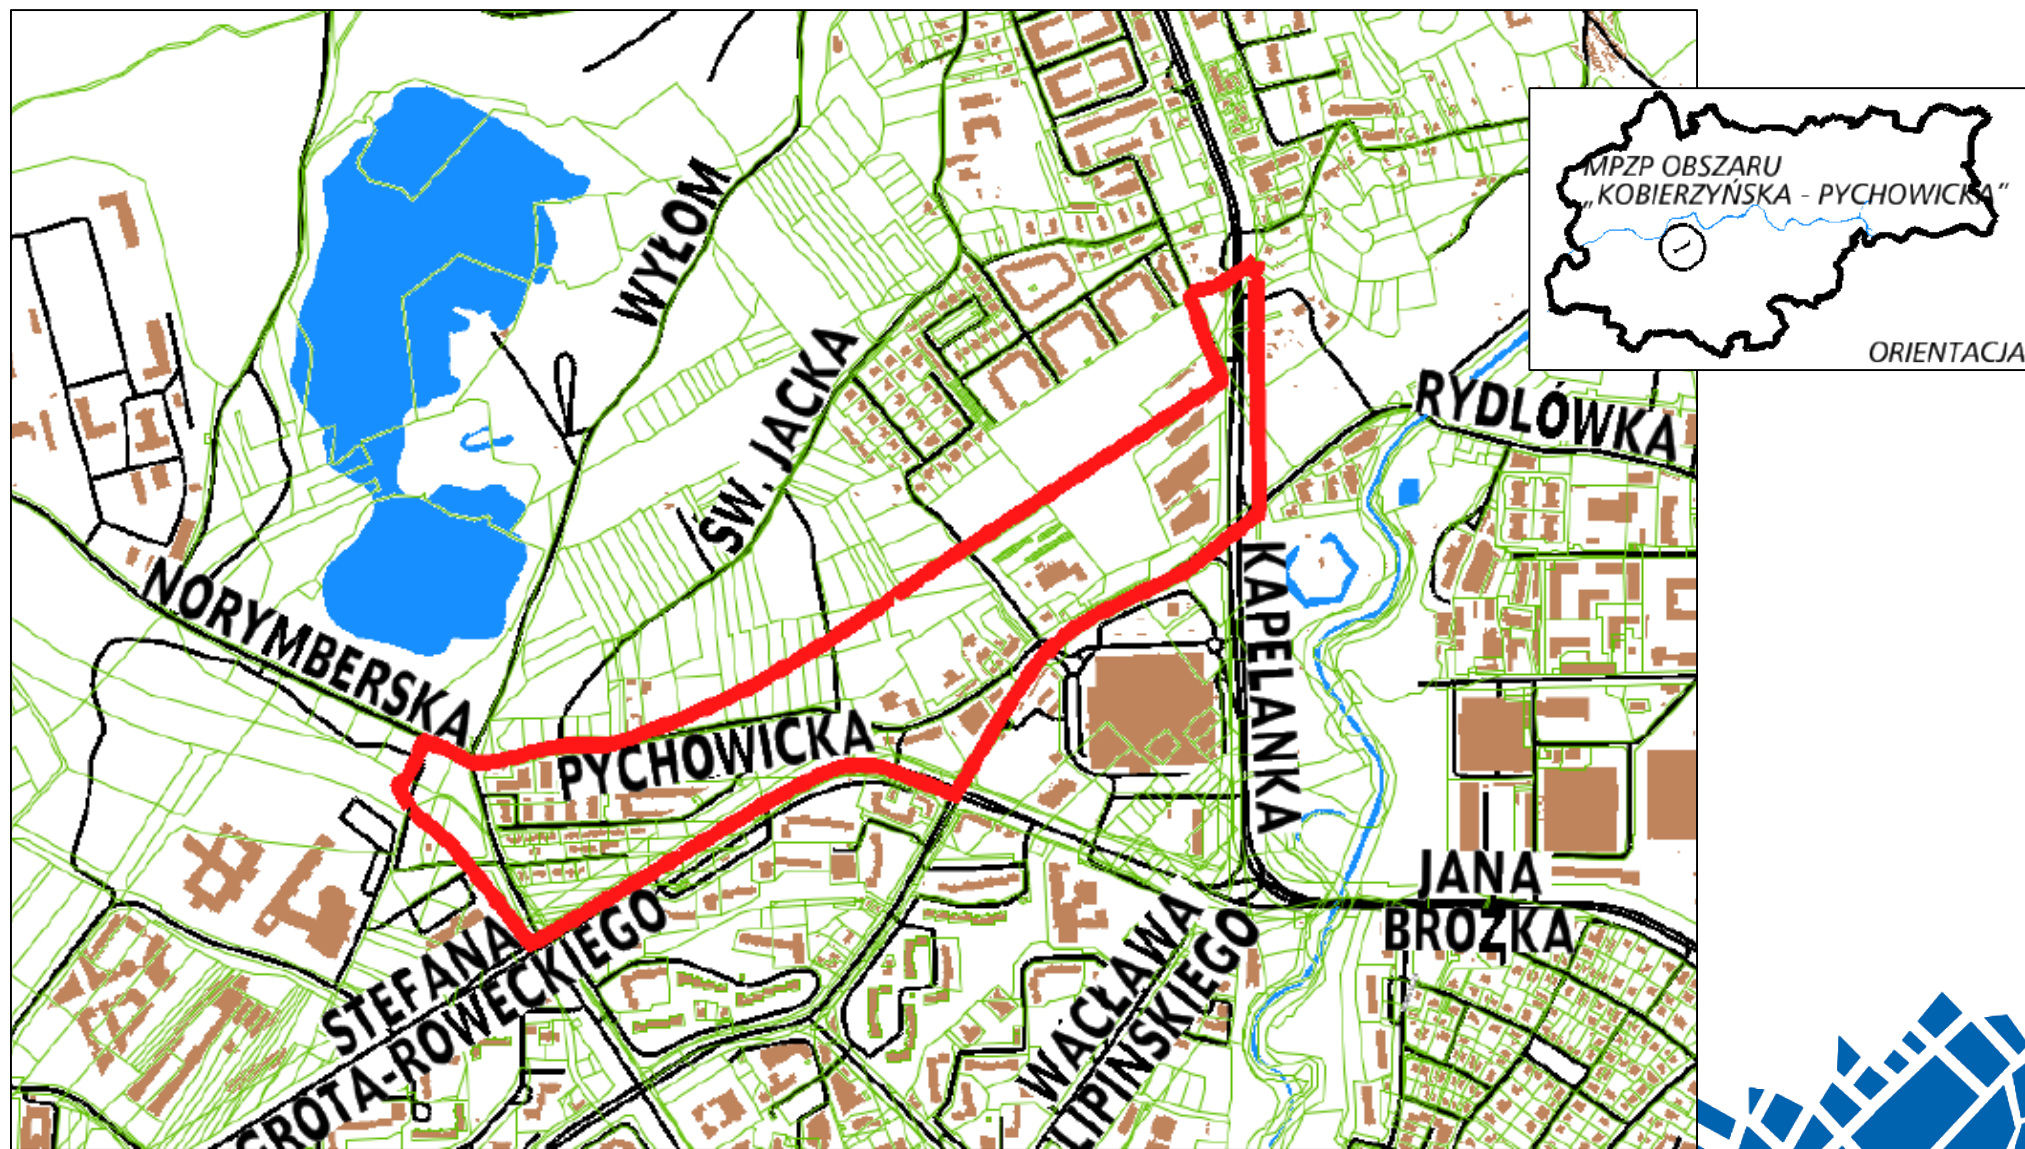 MPZP OBSZARU
„KOBIERZYŃSKA - PYCHOWICKA”
ORIENTACJA
WYŁOM
ŚW. JACKA
RYDLÓWKA
NORYMBERSKA
KAPELANKA
PYCHOWICKA
JANA
BROŻKA
STEFANA
GROTA-ROWECKIEGO
WACŁAWA
LIPIŃSKIEGO